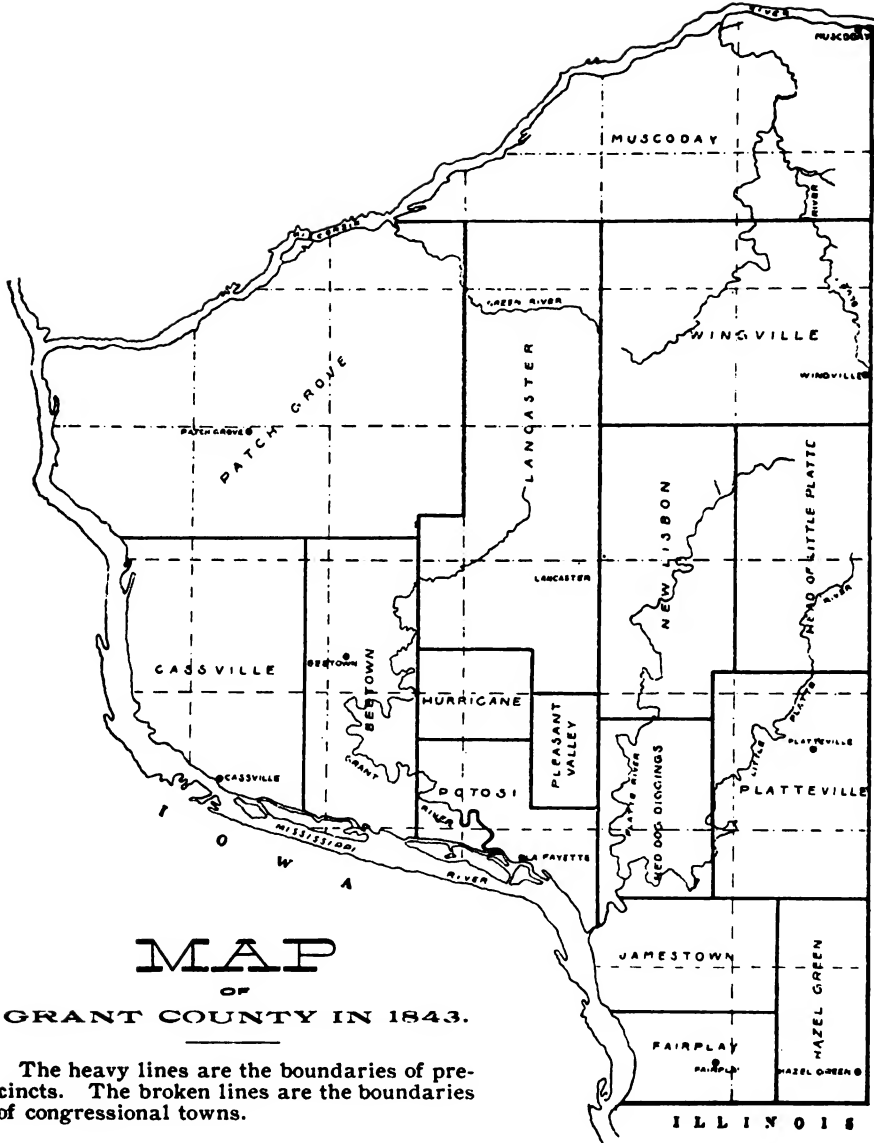 RIVER
MUSCODAY
MUSCODAY
RIVER
GREEN RIVER
WINGVILLE
WINGVILLE
PATCH GROVE
PATCH GROVE
LANCASTER
LANCASTER
NEW LISBON
HEAD OF LITTLE PLATTE
RIVER
CASSVILLE
BEETOWN
BEETOWN
HURRICANE
PLEASANT
VALLEY
LITTLE PLATTE
PLATTEVILLE
PLATTEVILLE
GRANT
RIVER
POTOSI
PLATTE RIVER
RED DOG DIGGINGS
CASSVILLE
MISSISSIPPI
RIVER
LA FAYETTE
IOWA
JAMESTOWN
HAZEL GREEN
FAIRPLAY
FAIRPLAY
HAZEL GREEN
ILLINOIS
MAP
OF
GRANT COUNTY IN 1843.
The heavy lines are the boundaries of pre-
cincts. The broken lines are the boundaries
of congressional towns.